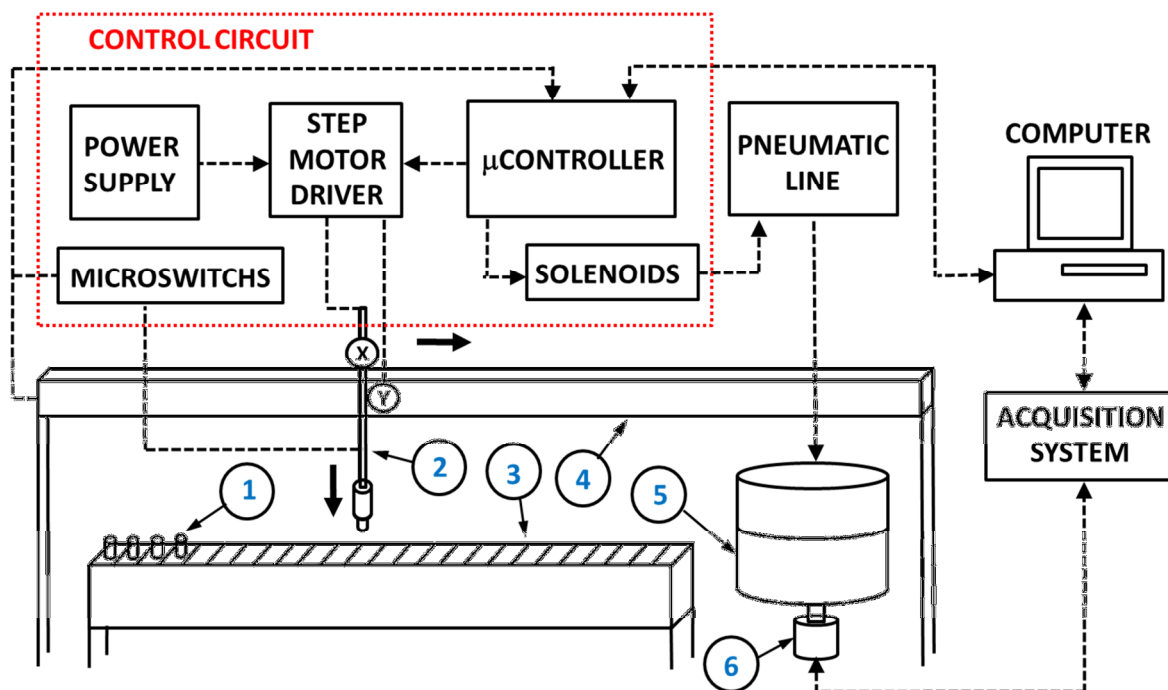 CONTROL CIRCUIT
POWER
SUPPLY
STEP
MOTOR
DRIVER
μCONTROLLER
PNEUMATIC
LINE
COMPUTER
MICROSWITCHS
SOLENOIDS
X
Y
ACQUISITION
SYSTEM
1
2
3
4
5
6